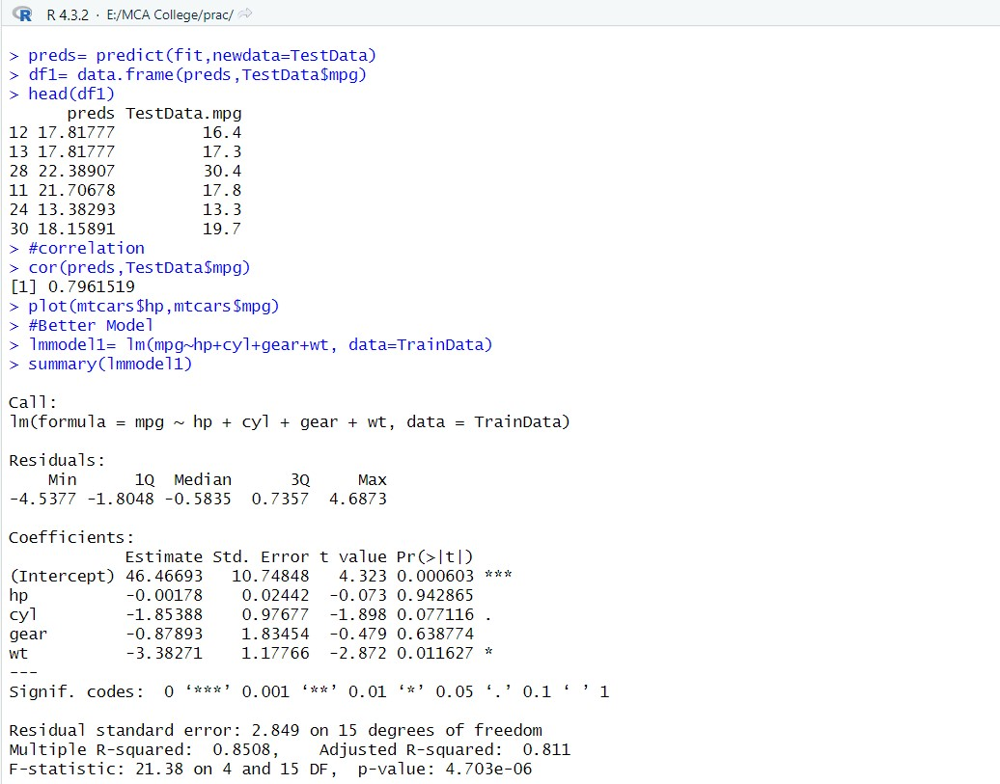 R R 4.3.2 · E:/MCA College/prac/
> preds= predict(fit,newdata=TestData)
> df1= data.frame(preds,TestData$mpg)
> head(df1)
      preds TestData.mpg
12 17.81777         16.4
13 17.81777         17.3
28 22.38907         30.4
11 21.70678         17.8
24 13.38293         13.3
30 18.15891         19.7
> #correlation
> cor(preds,TestData$mpg)
[1] 0.7961519
> plot(mtcars$hp,mtcars$mpg)
> #Better Model
> lmmodel1= lm(mpg~hp+cyl+gear+wt, data=TrainData)
> summary(lmmodel1)
Call:
lm(formula = mpg ~ hp + cyl + gear + wt, data = TrainData)
Residuals:
    Min      1Q  Median      3Q     Max
-4.5377 -1.8048 -0.5835  0.7357  4.6873
Coefficients:
            Estimate Std. Error t value Pr(>|t|)
(Intercept) 46.46693   10.74848   4.323 0.000603 ***
hp          -0.00178    0.02442  -0.073 0.942865
cyl         -1.85388    0.97677  -1.898 0.077116 .
gear        -0.87893    1.83454  -0.479 0.638774
wt          -3.38271    1.17766  -2.872 0.011627 *
---
Signif. codes:  0 ‘***’ 0.001 ‘**’ 0.01 ‘*’ 0.05 ‘.’ 0.1 ‘ ’ 1
Residual standard error: 2.849 on 15 degrees of freedom
Multiple R-squared:  0.8508,    Adjusted R-squared:  0.811
F-statistic: 21.38 on 4 and 15 DF,  p-value: 4.703e-06